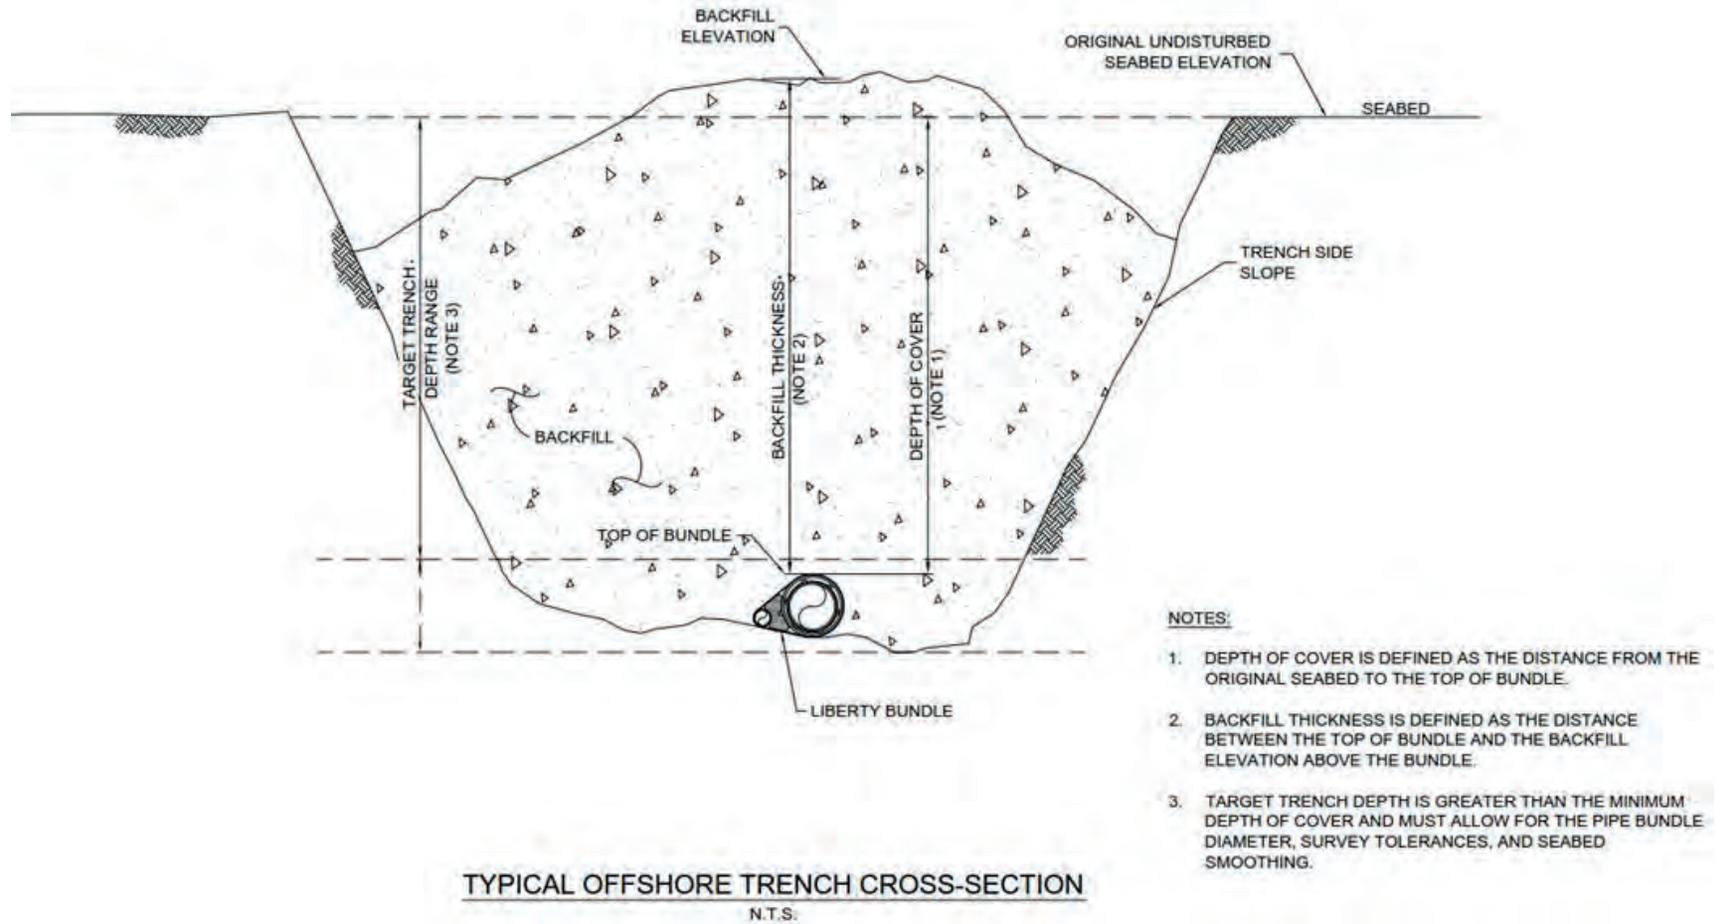 BACKFILL
ELEVATION
ORIGINAL UNDISTURBED
SEABED ELEVATION
SEABED
TRENCH SIDE
SLOPE
TARGET TRENCH
DEPTH RANGE
(NOTE 3)
BACKFILL THICKNESS
(NOTE 2)
DEPTH OF COVER
(NOTE 1)
BACKFILL
TOP OF BUNDLE
LIBERTY BUNDLE
NOTES:
1. DEPTH OF COVER IS DEFINED AS THE DISTANCE FROM THE
ORIGINAL SEABED TO THE TOP OF BUNDLE.
2. BACKFILL THICKNESS IS DEFINED AS THE DISTANCE
BETWEEN THE TOP OF BUNDLE AND THE BACKFILL
ELEVATION ABOVE THE BUNDLE.
3. TARGET TRENCH DEPTH IS GREATER THAN THE MINIMUM
DEPTH OF COVER AND MUST ALLOW FOR THE PIPE BUNDLE
DIAMETER, SURVEY TOLERANCES, AND SEABED
SMOOTHING.
TYPICAL OFFSHORE TRENCH CROSS-SECTION
N.T.S.